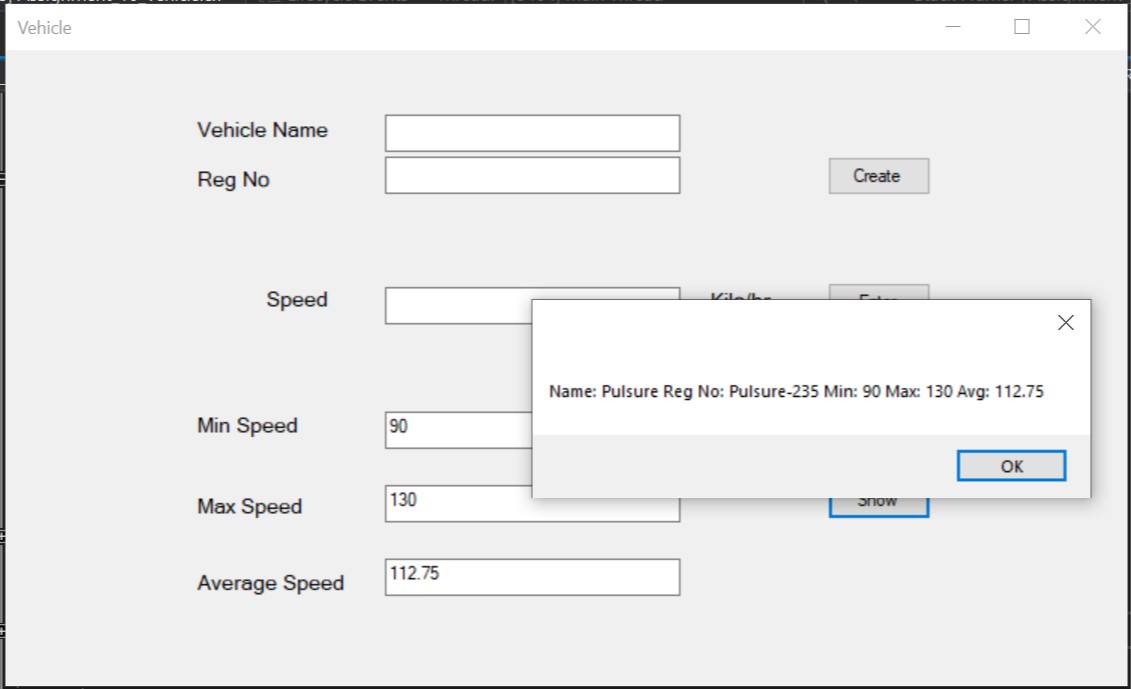 Vehicle
Vehicle Name
Reg No
Create
Speed
Kilo/hr
Enter
Name: Pulsure Reg No: Pulsure-235 Min: 90 Max: 130 Avg: 112.75
OK
Min Speed
90
Max Speed
130
Show
Average Speed
112.75